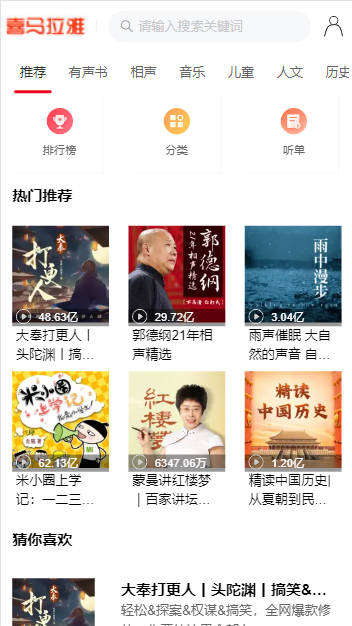 喜马拉雅
请输入搜索关键词
推荐 有声书 相声 音乐 儿童 人文 历史
排行榜 分类 听单
热门推荐
大奉
打更人
48.63亿
大奉打更人丨
头陀渊丨搞...
郭德纲
21年相声精选
29.72亿
郭德纲21年相
声精选
雨中漫步
3.04亿
雨声催眠 大自
然的声音 自...
米小圈
上学记
62.13亿
米小圈上学
记：一二三...
红楼梦
6347.06万
蒙曼讲红楼梦
｜百家讲坛...
精读
中国历史
1.20亿
精读中国历史|
从夏朝到民...
猜你喜欢
大奉
打更人
大奉打更人丨头陀渊丨搞笑&...
轻松&探案&权谋&搞笑，全网爆款修